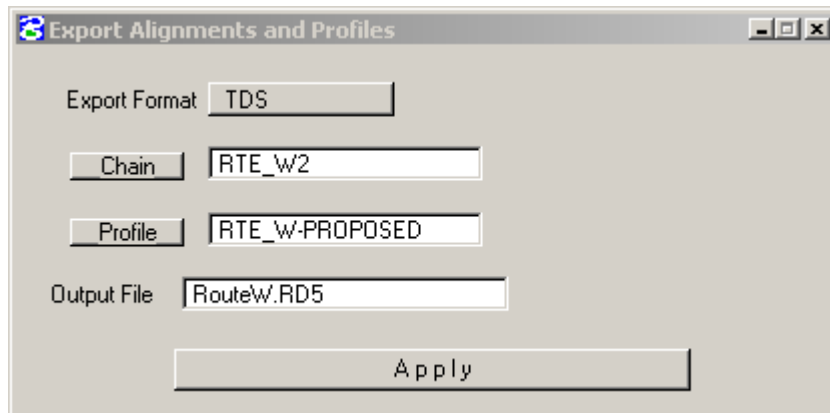 Export Alignments and Profiles
Export Format TDS
Chain RTE_W2
Profile RTE_W-PROPOSED
Output File RouteW.RD5
Apply